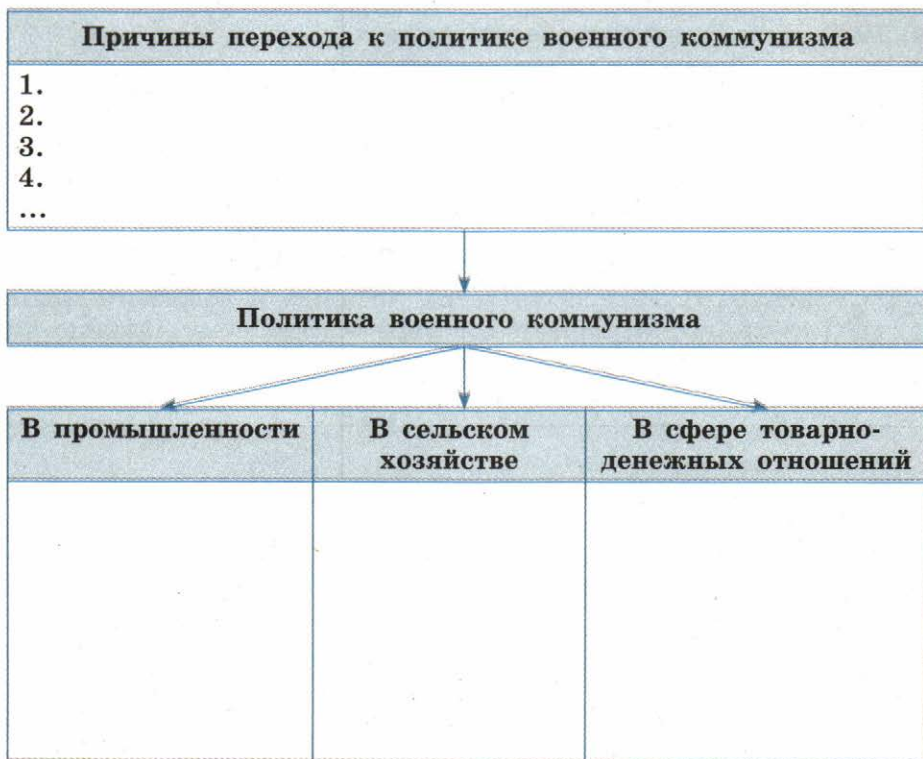 Причины перехода к политике военного коммунизма
1.
2.
3.
4.
...
Политика военного коммунизма
В промышленности
В сельском
хозяйстве
В сфере товарно-
денежных отношений